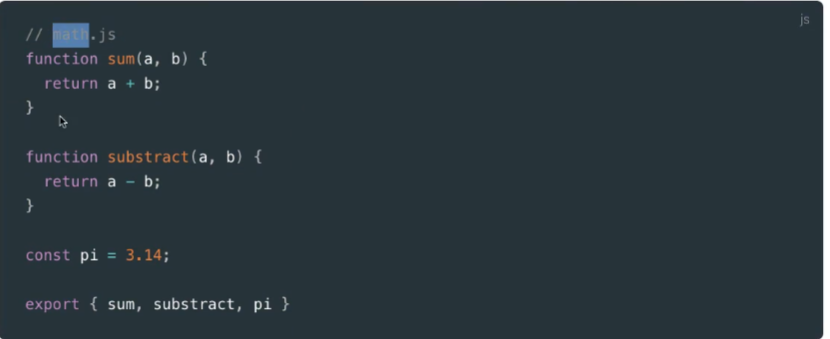 js
// math.js
function sum(a, b) {
  return a + b;
}

function substract(a, b) {
  return a - b;
}

const pi = 3.14;

export { sum, substract, pi }